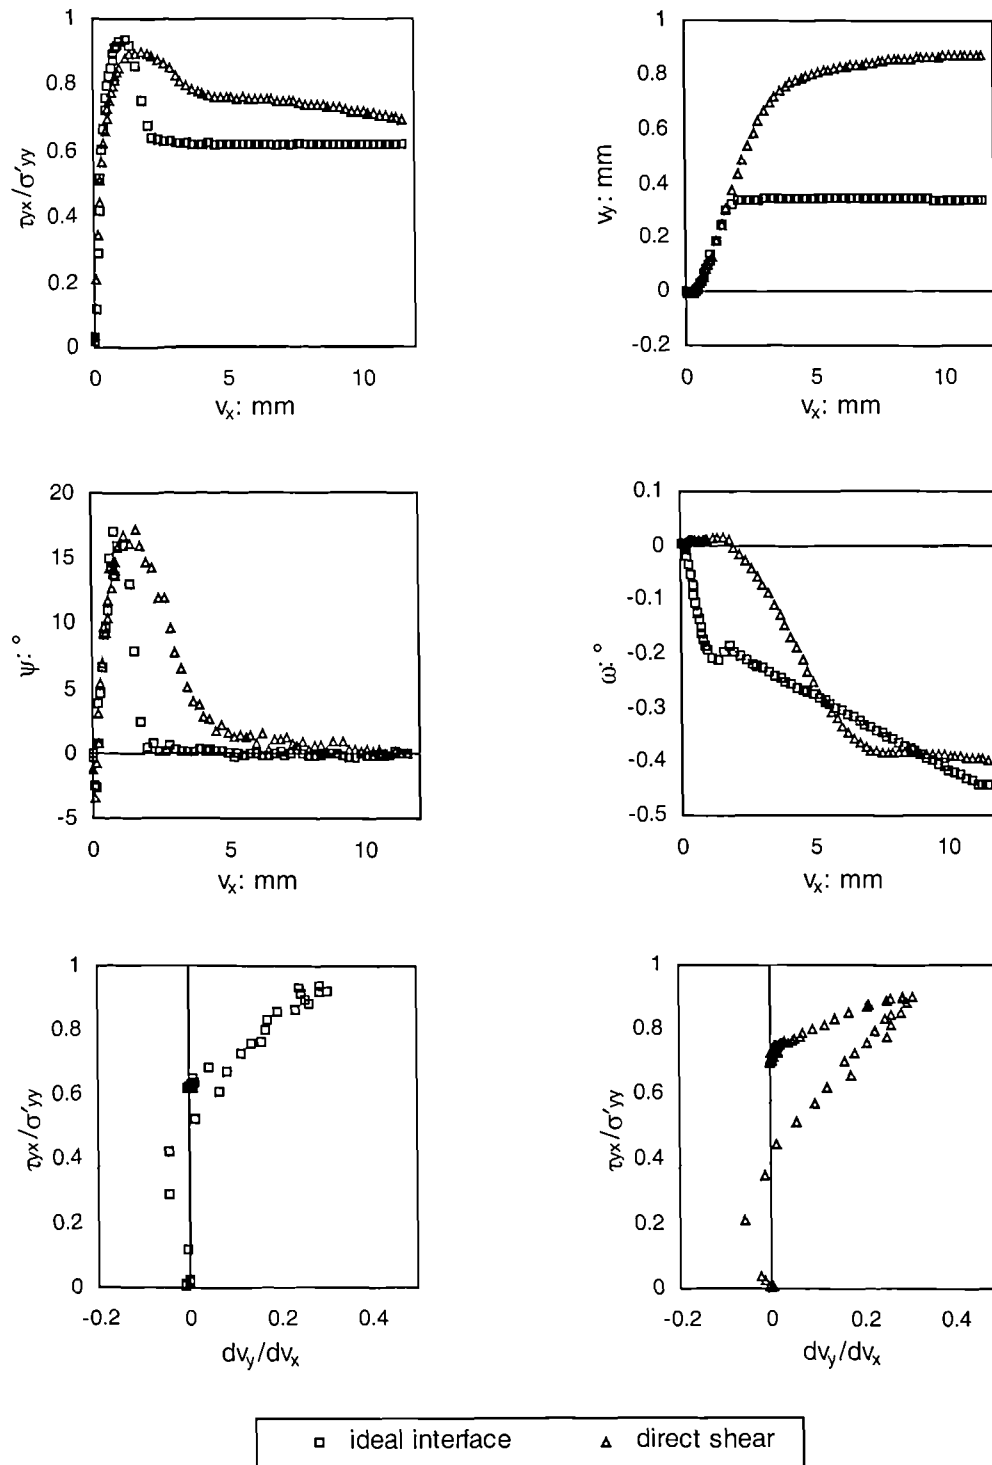 1
0.8
0.6
0.4
0.2
0
τyx/σ'yy
0 5 10
vx: mm
1
0.8
0.6
0.4
0.2
0
-0.2
vy: mm
0 5 10
vx: mm
20
15
10
5
0
-5
ψ: °
0 5 10
vx: mm
0.1
0
-0.1
-0.2
-0.3
-0.4
-0.5
ω: °
0 5 10
vx: mm
1
0.8
0.6
0.4
0.2
0
τyx/σ'yy
-0.2 0 0.2 0.4
dvy/dvx
1
0.8
0.6
0.4
0.2
0
τyx/σ'yy
-0.2 0 0.2 0.4
dvy/dvx
ideal interface
direct shear